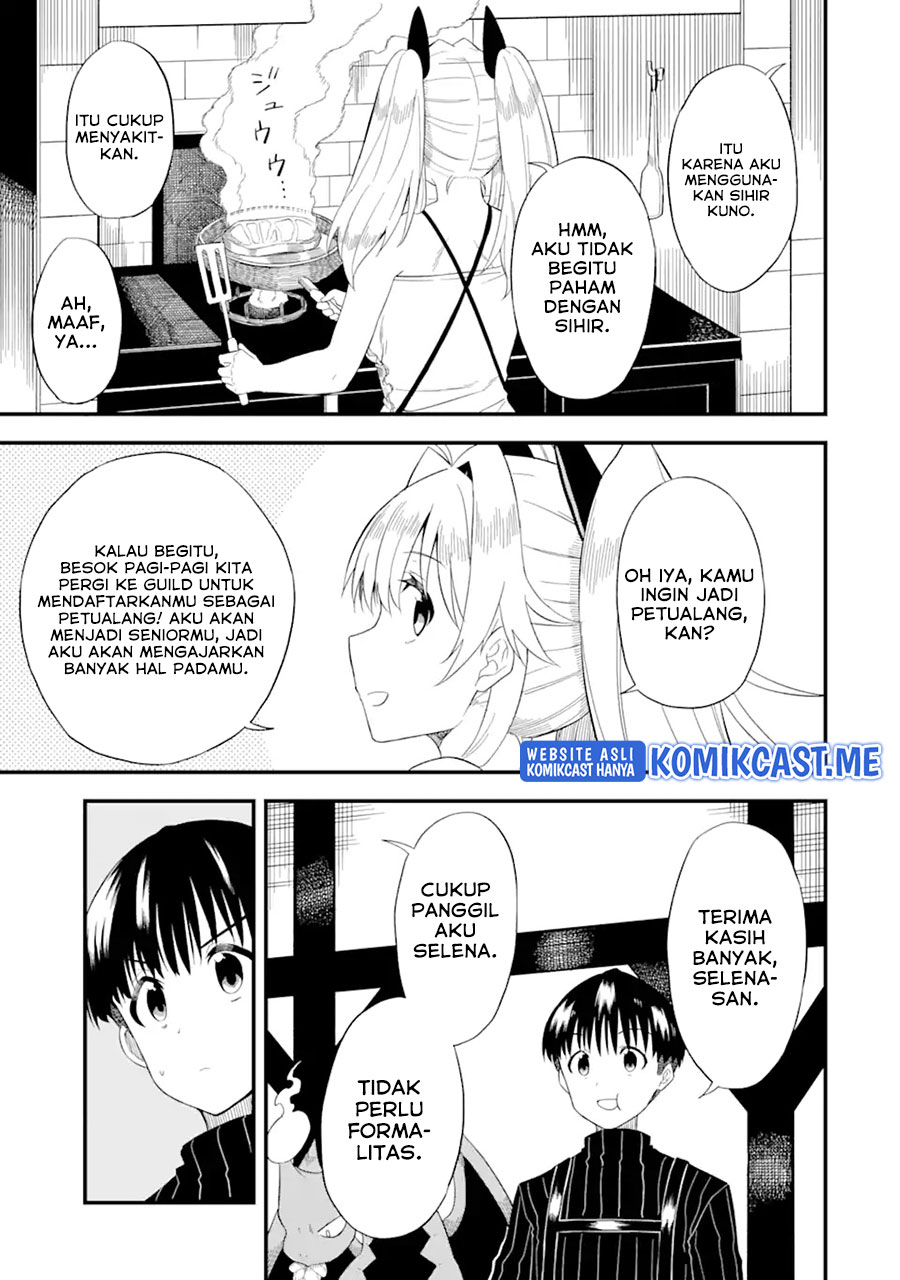 ITU
KARENA AKU
MENGGUNA-
KAN SIHIR
KUNO.
HMM,
AKU TIDAK
BEGITU
PAHAM
DENGAN
SIHIR.
ジュウウウ…
ITU CUKUP
MENYAKIT-
KAN.
AH,
MAAF,
YA...
OH IYA, KAMU
INGIN JADI
PETUALANG,
KAN?
KALAU BEGITU,
BESOK PAGI-PAGI KITA
PERGI KE GUILD UNTUK
MENDAFTARKANMU SEBAGAI
PETUALANG! AKU AKAN
MENJADI SENIORMU, JADI
AKU AKAN MENGAJARKAN
BANYAK HAL PADAMU.
WEBSITE ASLI
KOMIKCAST HANYA
KOMIKCAST.ME
TERIMA
KASIH
BANYAK,
SELENA-
SAN.
CUKUP
PANGGIL
AKU
SELENA.
TIDAK
PERLU
FORMA-
LITAS.